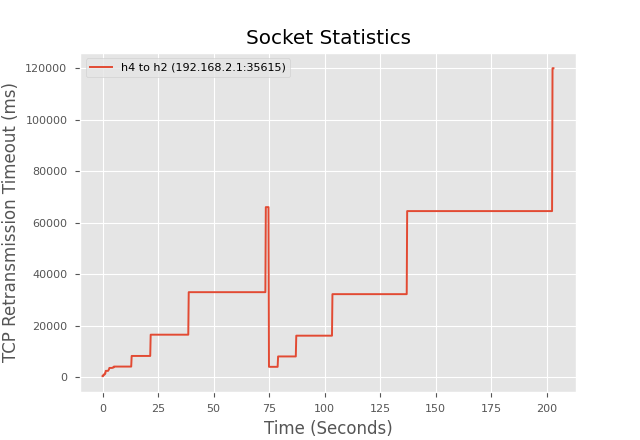 Socket Statistics
h4 to h2 (192.168.2.1:35615)
TCP Retransmission Timeout (ms)
120000
100000
80000
60000
40000
20000
0
0 25 50 75 100 125 150 175 200
Time (Seconds)